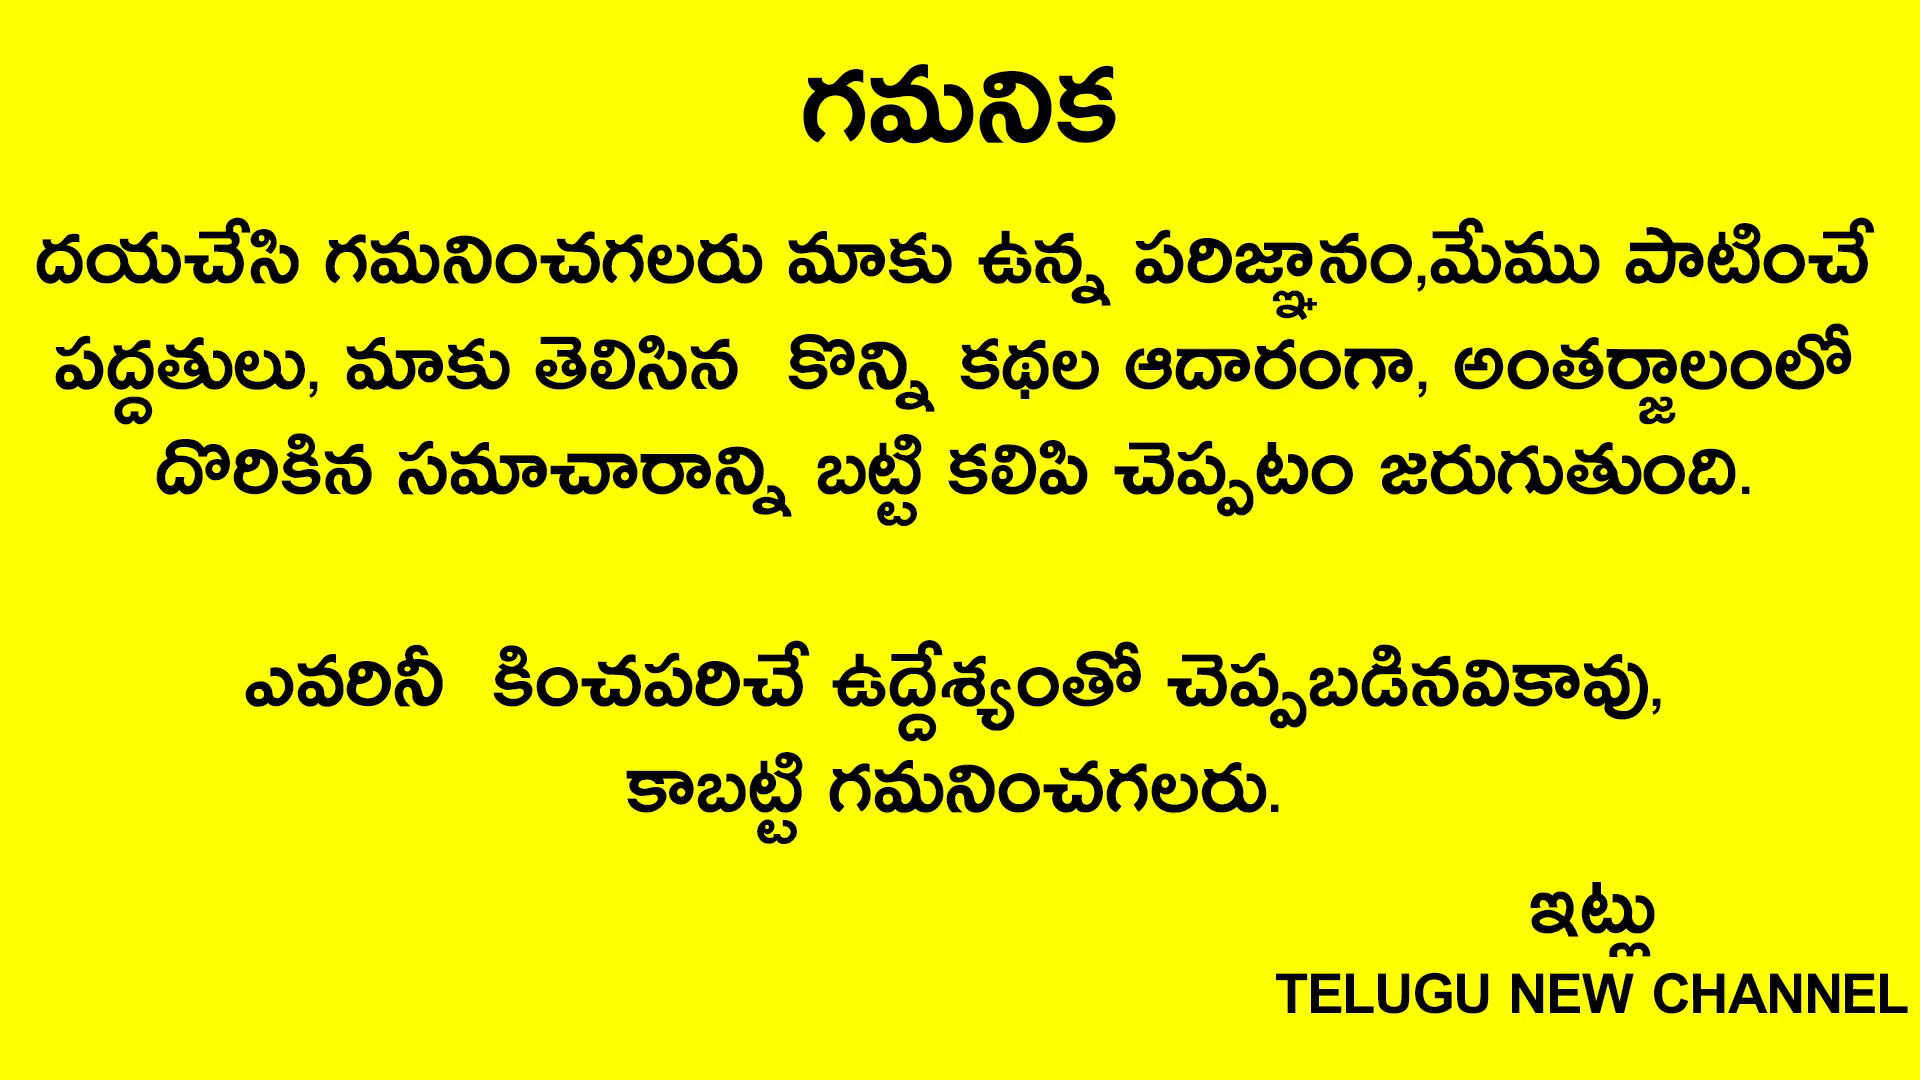 గమనిక
దయచేసి గమనించగలరు మాకు ఉన్న పరిజ్ఞానం,మేము పాటించే
పద్దతులు, మాకు తెలిసిన కొన్ని కథల ఆదారంగా, అంతర్జాలంలో
దొరికిన సమాచారాన్ని బట్టి కలిపి చెప్పటం జరుగుతుంది.
ఎవరినీ కించపరిచే ఉద్దేశ్యంతో చెప్పబడినవికావు,
కాబట్టి గమనించగలరు.
ఇట్లు
TELUGU NEW CHANNEL